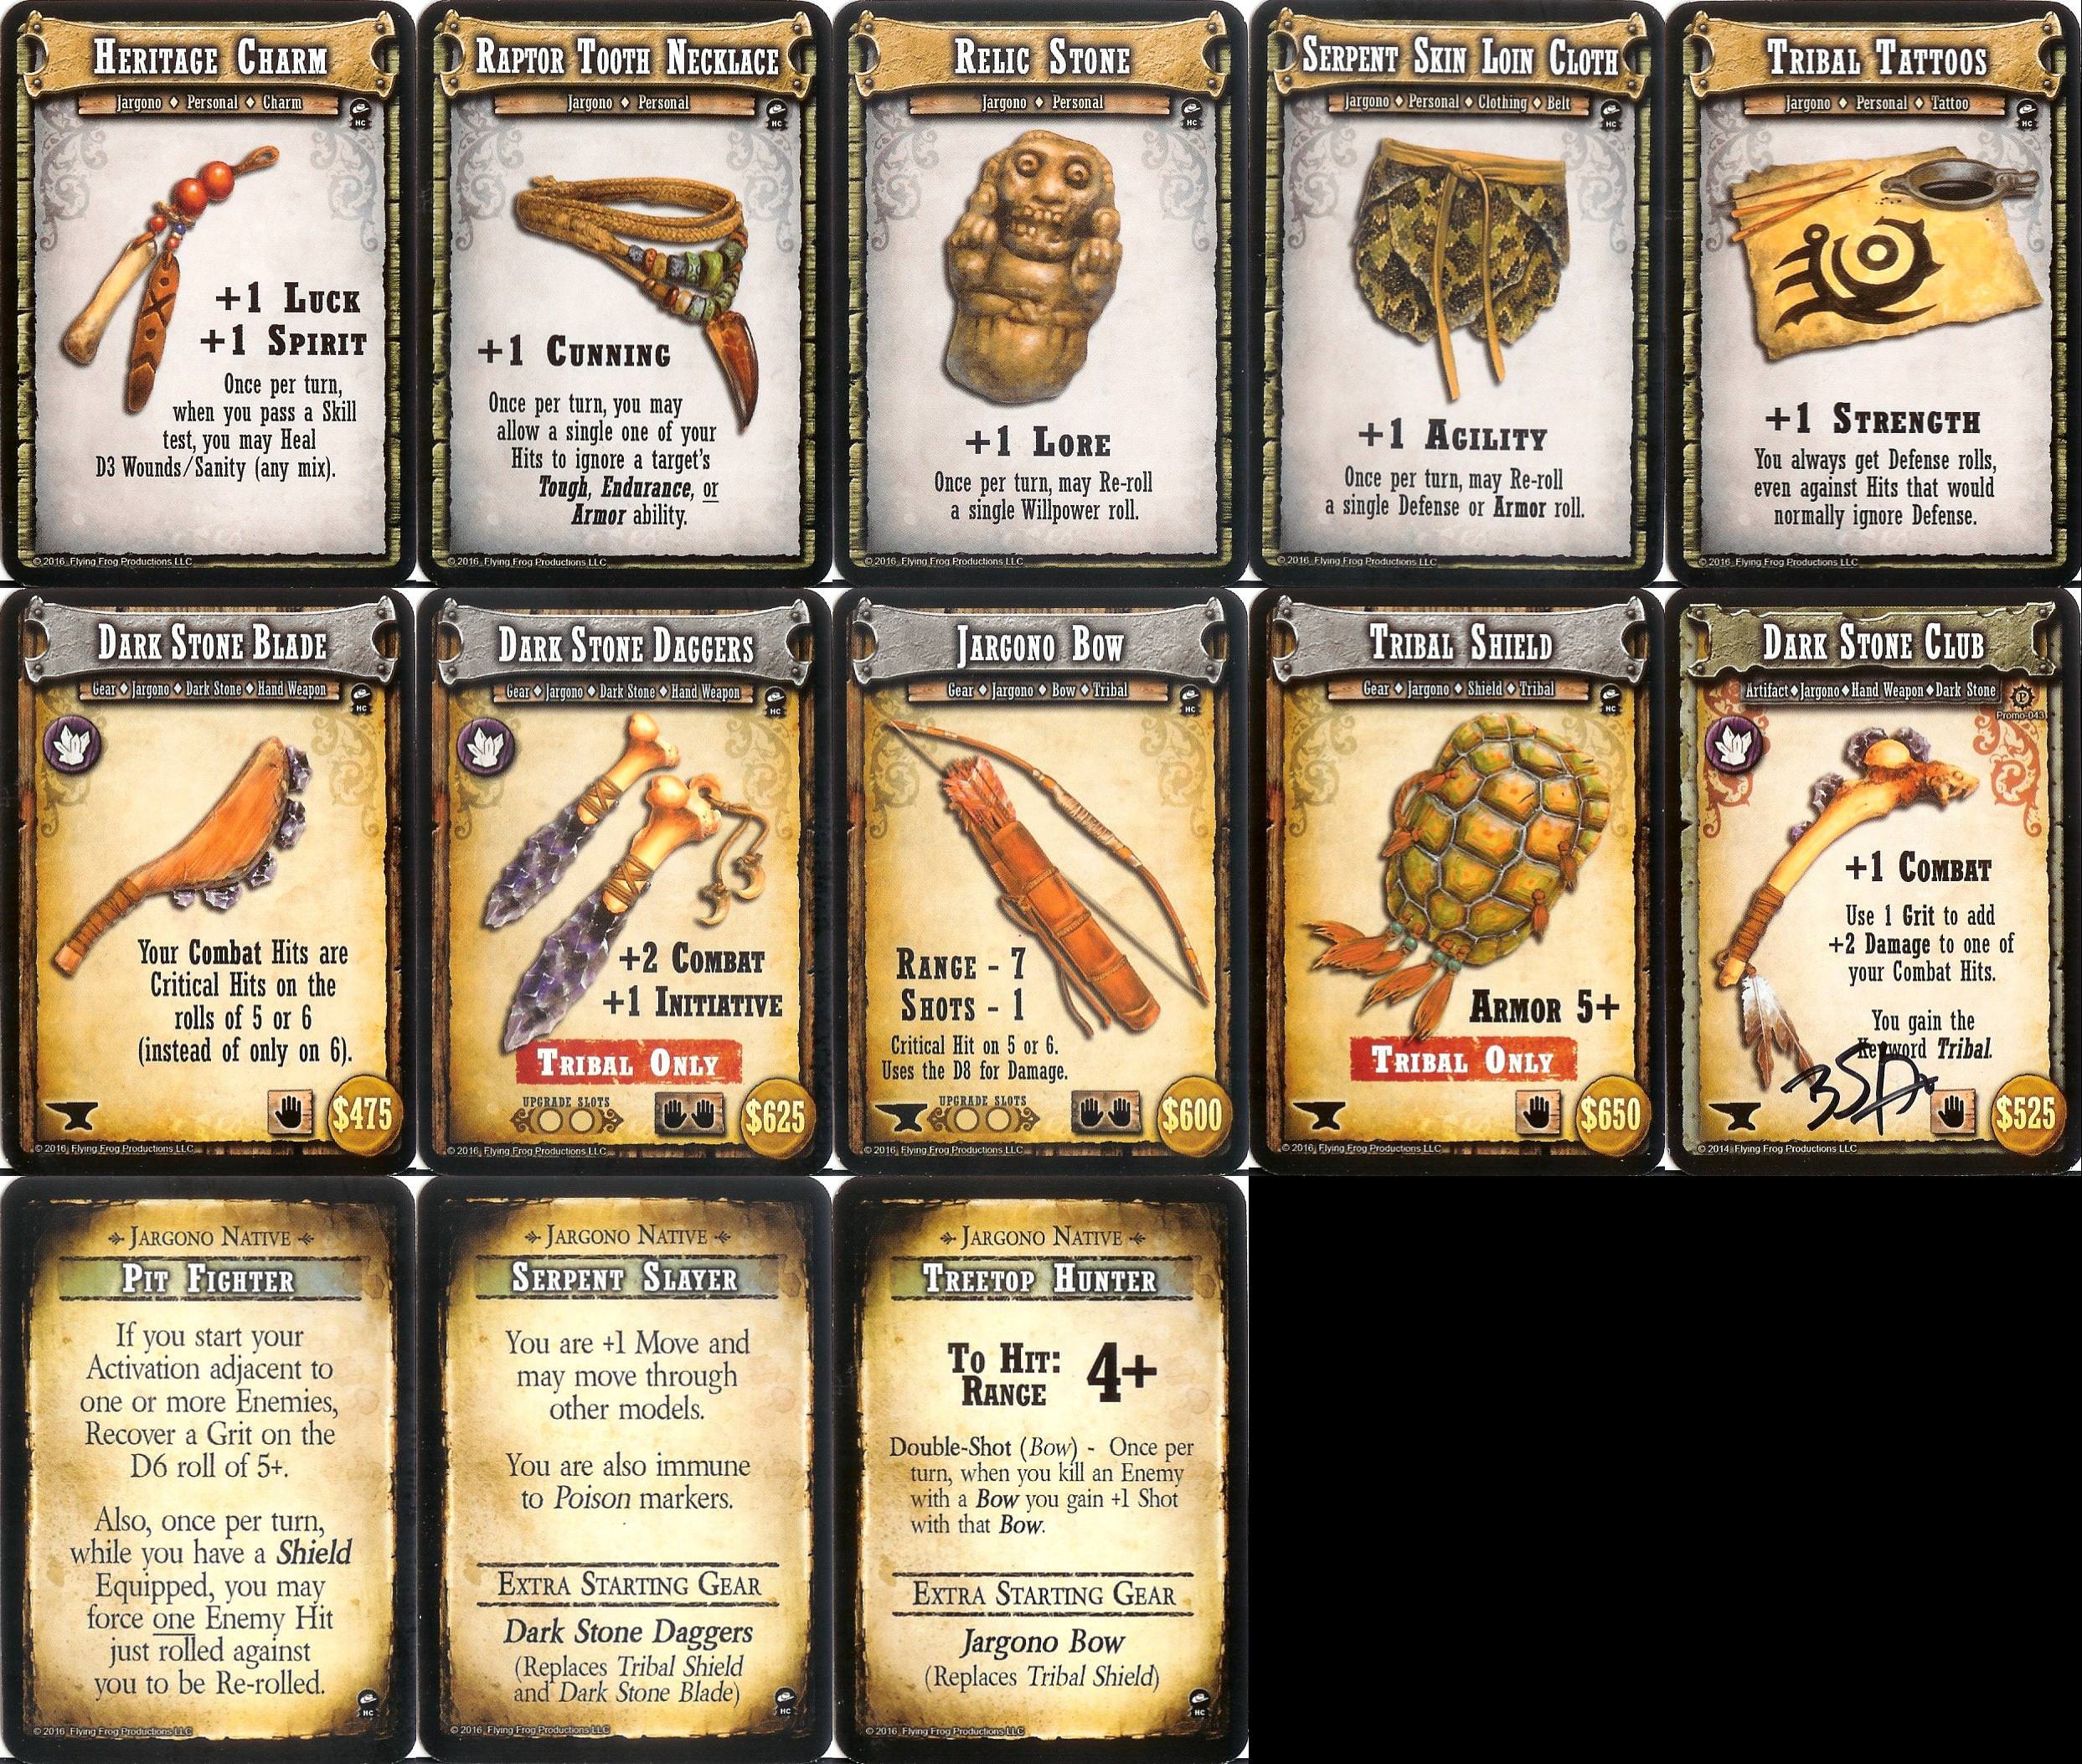 HERITAGE CHARM
Jargono ♦ Personal ♦ Charm
HC
+1 LUCK
+1 SPIRIT
Once per turn,
when you pass a Skill
test, you may Heal
D3 Wounds/Sanity (any mix).
© 2016 Flying Frog Productions LLC
RAPTOR TOOTH NECKLACE
Jargono ♦ Personal
HC
+1 CUNNING
Once per turn, you may
allow a single one of your
Hits to ignore a target's
Tough, Endurance, or
Armor ability.
© 2016 Flying Frog Productions LLC
RELIC STONE
Jargono ♦ Personal
HC
+1 LORE
Once per turn, may Re-roll
a single Willpower roll.
© 2016 Flying Frog Productions LLC
SERPENT SKIN LOIN CLOTH
Jargono ♦ Personal ♦ Clothing ♦ Belt
HC
+1 AGILITY
Once per turn, may Re-roll
a single Defense or Armor roll.
© 2016 Flying Frog Productions LLC
TRIBAL TATTOOS
Jargono ♦ Personal ♦ Tattoo
HC
+1 STRENGTH
You always get Defense rolls,
even against Hits that would
normally ignore Defense.
© 2016 Flying Frog Productions LLC
DARK STONE BLADE
Gear ♦ Jargono ♦ Dark Stone ♦ Hand Weapon
HC
Your Combat Hits are
Critical Hits on the
rolls of 5 or 6
(instead of only on 6).
$475
© 2016 Flying Frog Productions LLC
DARK STONE DAGGERS
Gear ♦ Jargono ♦ Dark Stone ♦ Hand Weapon
HC
+2 COMBAT
+1 INITIATIVE
TRIBAL ONLY
UPGRADE SLOTS
$625
© 2016 Flying Frog Productions LLC
JARGONO BOW
Gear ♦ Jargono ♦ Bow ♦ Tribal
HC
RANGE - 7
SHOTS - 1
Critical Hit on 5 or 6.
Uses the D8 for Damage.
UPGRADE SLOTS
$600
© 2016 Flying Frog Productions LLC
TRIBAL SHIELD
Gear ♦ Jargono ♦ Shield ♦ Tribal
HC
ARMOR 5+
TRIBAL ONLY
$650
© 2016 Flying Frog Productions LLC
DARK STONE CLUB
Artifact ♦ Jargono ♦ Hand Weapon ♦ Dark Stone
P
Promo-043
+1 COMBAT
Use 1 Grit to add
+2 Damage to one of
your Combat Hits.
You gain the
Keyword Tribal.
$525
© 2014 Flying Frog Productions LLC
JARGONO NATIVE
PIT FIGHTER
If you start your
Activation adjacent to
one or more Enemies,
Recover a Grit on the
D6 roll of 5+.
Also, once per turn,
while you have a Shield
Equipped, you may
force one Enemy Hit
just rolled against
you to be Re-rolled.
HC
© 2016 Flying Frog Productions LLC
JARGONO NATIVE
SERPENT SLAYER
You are +1 Move and
may move through
other models.
You are also immune
to Poison markers.
EXTRA STARTING GEAR
Dark Stone Daggers
(Replaces Tribal Shield
and Dark Stone Blade)
HC
© 2016 Flying Frog Productions LLC
JARGONO NATIVE
TREETOP HUNTER
TO HIT: 4+
RANGE
Double-Shot (Bow) - Once per
turn, when you kill an Enemy
with a Bow you gain +1 Shot
with that Bow.
EXTRA STARTING GEAR
Jargono Bow
(Replaces Tribal Shield)
HC
© 2016 Flying Frog Productions LLC